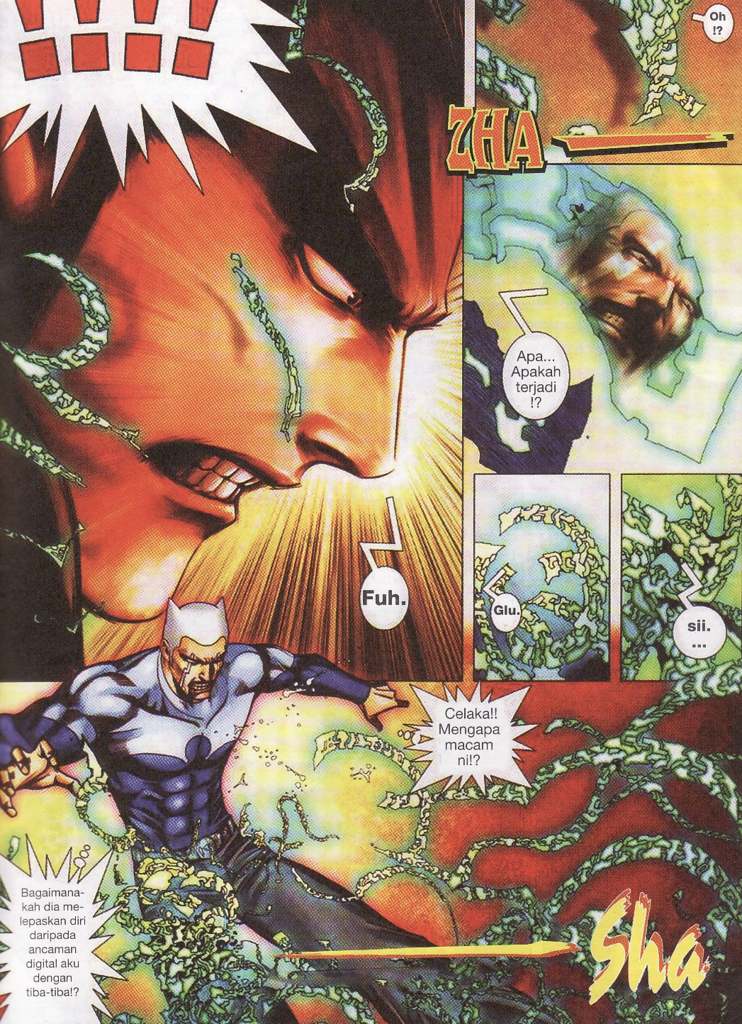 !!!!
Oh
!?
ZHA
Apa...
Apakah
terjadi
!?
Fuh.
Glu.
sii.
...
Celaka!!
Mengapa
macam
ni!?
Bagaimana-
kah dia me-
lepaskan diri
daripada
ancaman
digital aku
dengan
tiba-tiba!?
Sha